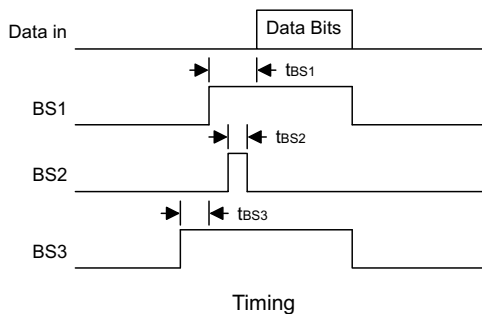 Data in
Data Bits
tBS1
BS1
tBS2
BS2
tBS3
BS3
Timing